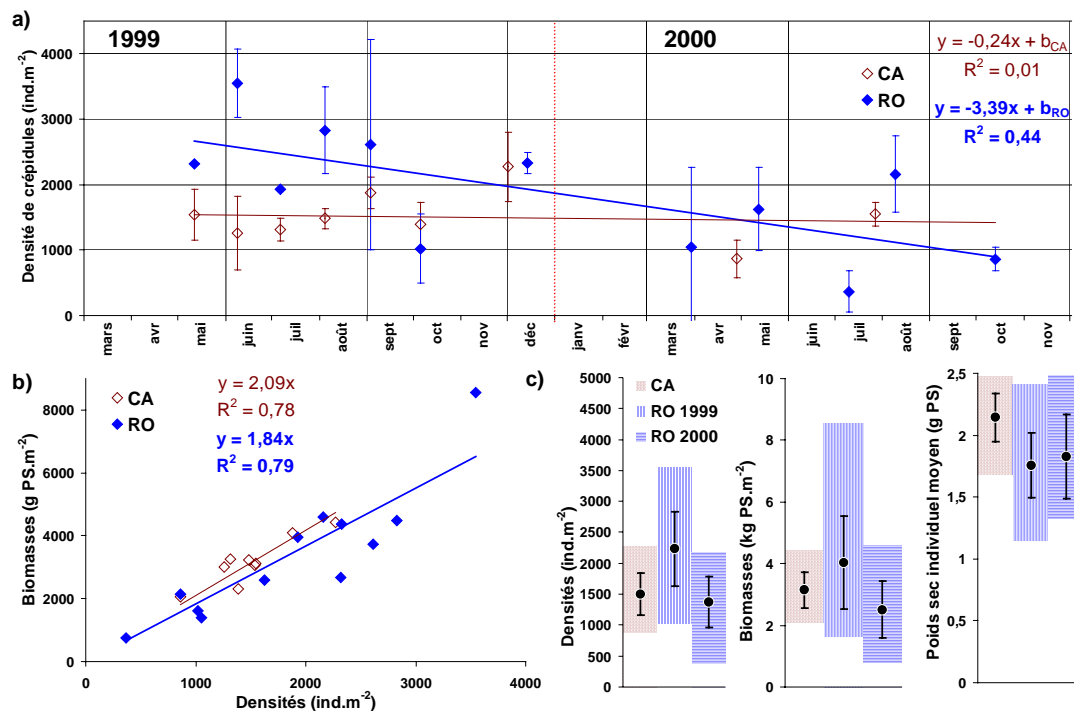 a)
1999
2000
y = -0,24x + bCA
R² = 0,01
y = -3,39x + bRO
R² = 0,44
CA
RO
Densité de crépidules (ind.m⁻²)
4000
3000
2000
1000
0
mars
avr
mai
juin
juil
août
sept
oct
nov
déc
janv
févr
mars
avr
mai
juin
juil
août
sept
oct
nov
b)
CA
RO
y = 2,09x
R² = 0,78
y = 1,84x
R² = 0,79
Biomasses (g PS.m⁻²)
8000
6000
4000
2000
0
0
1000
2000
3000
4000
Densités (ind.m⁻²)
c)
CA
RO 1999
RO 2000
Densités (ind.m⁻²)
5000
4500
4000
3500
3000
2500
2000
1500
1000
500
0
Biomasses (kg PS.m⁻²)
10
8
6
4
2
0
Poids sec individuel moyen (g PS)
2,5
2
1,5
1
0,5
0